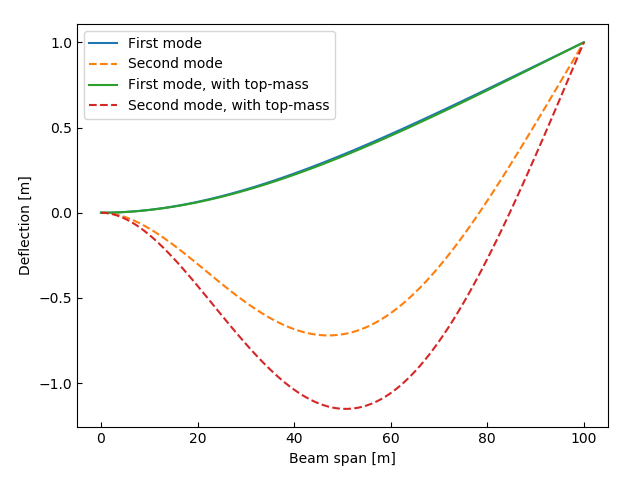 First mode
Second mode
First mode, with top-mass
Second mode, with top-mass
1.0
0.5
0.0
−0.5
−1.0
Deflection [m]
0 20 40 60 80 100
Beam span [m]